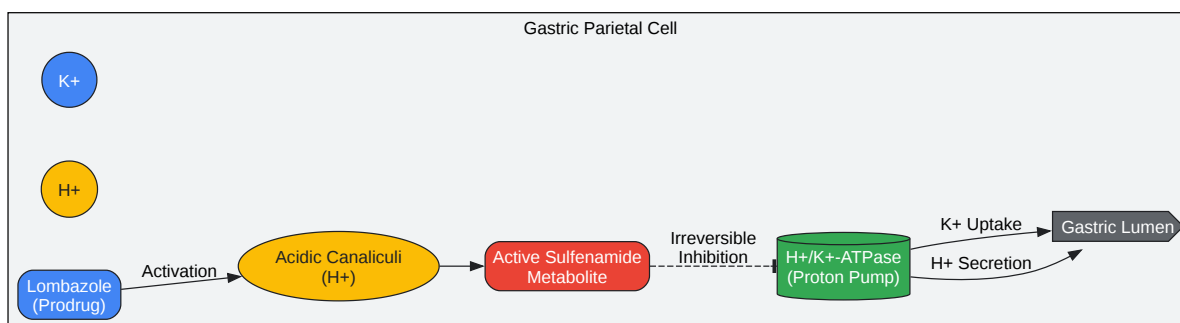 Gastric Parietal Cell
K+
H+
Lombazole
(Prodrug)
Activation
Acidic Canaliculi
(H+)
Active Sulfenamide
Metabolite
Irreversible
Inhibition
H+/K+-ATPase
(Proton Pump)
K+ Uptake
H+ Secretion
Gastric Lumen